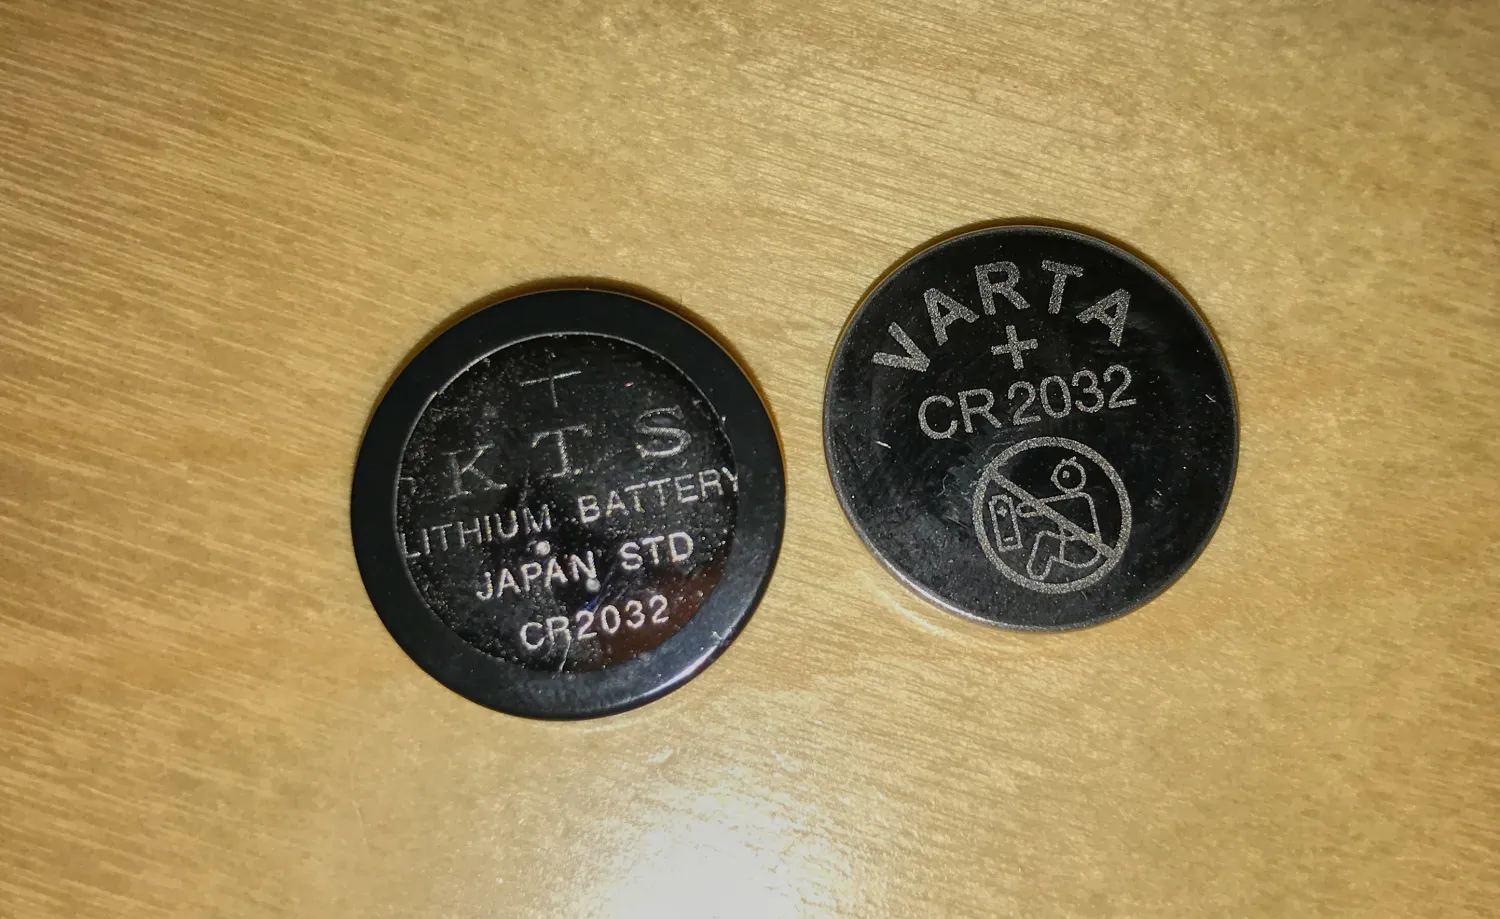 +
KTS
LITHIUM BATTERY
JAPAN STD
CR2032
VARTA
+
CR2032